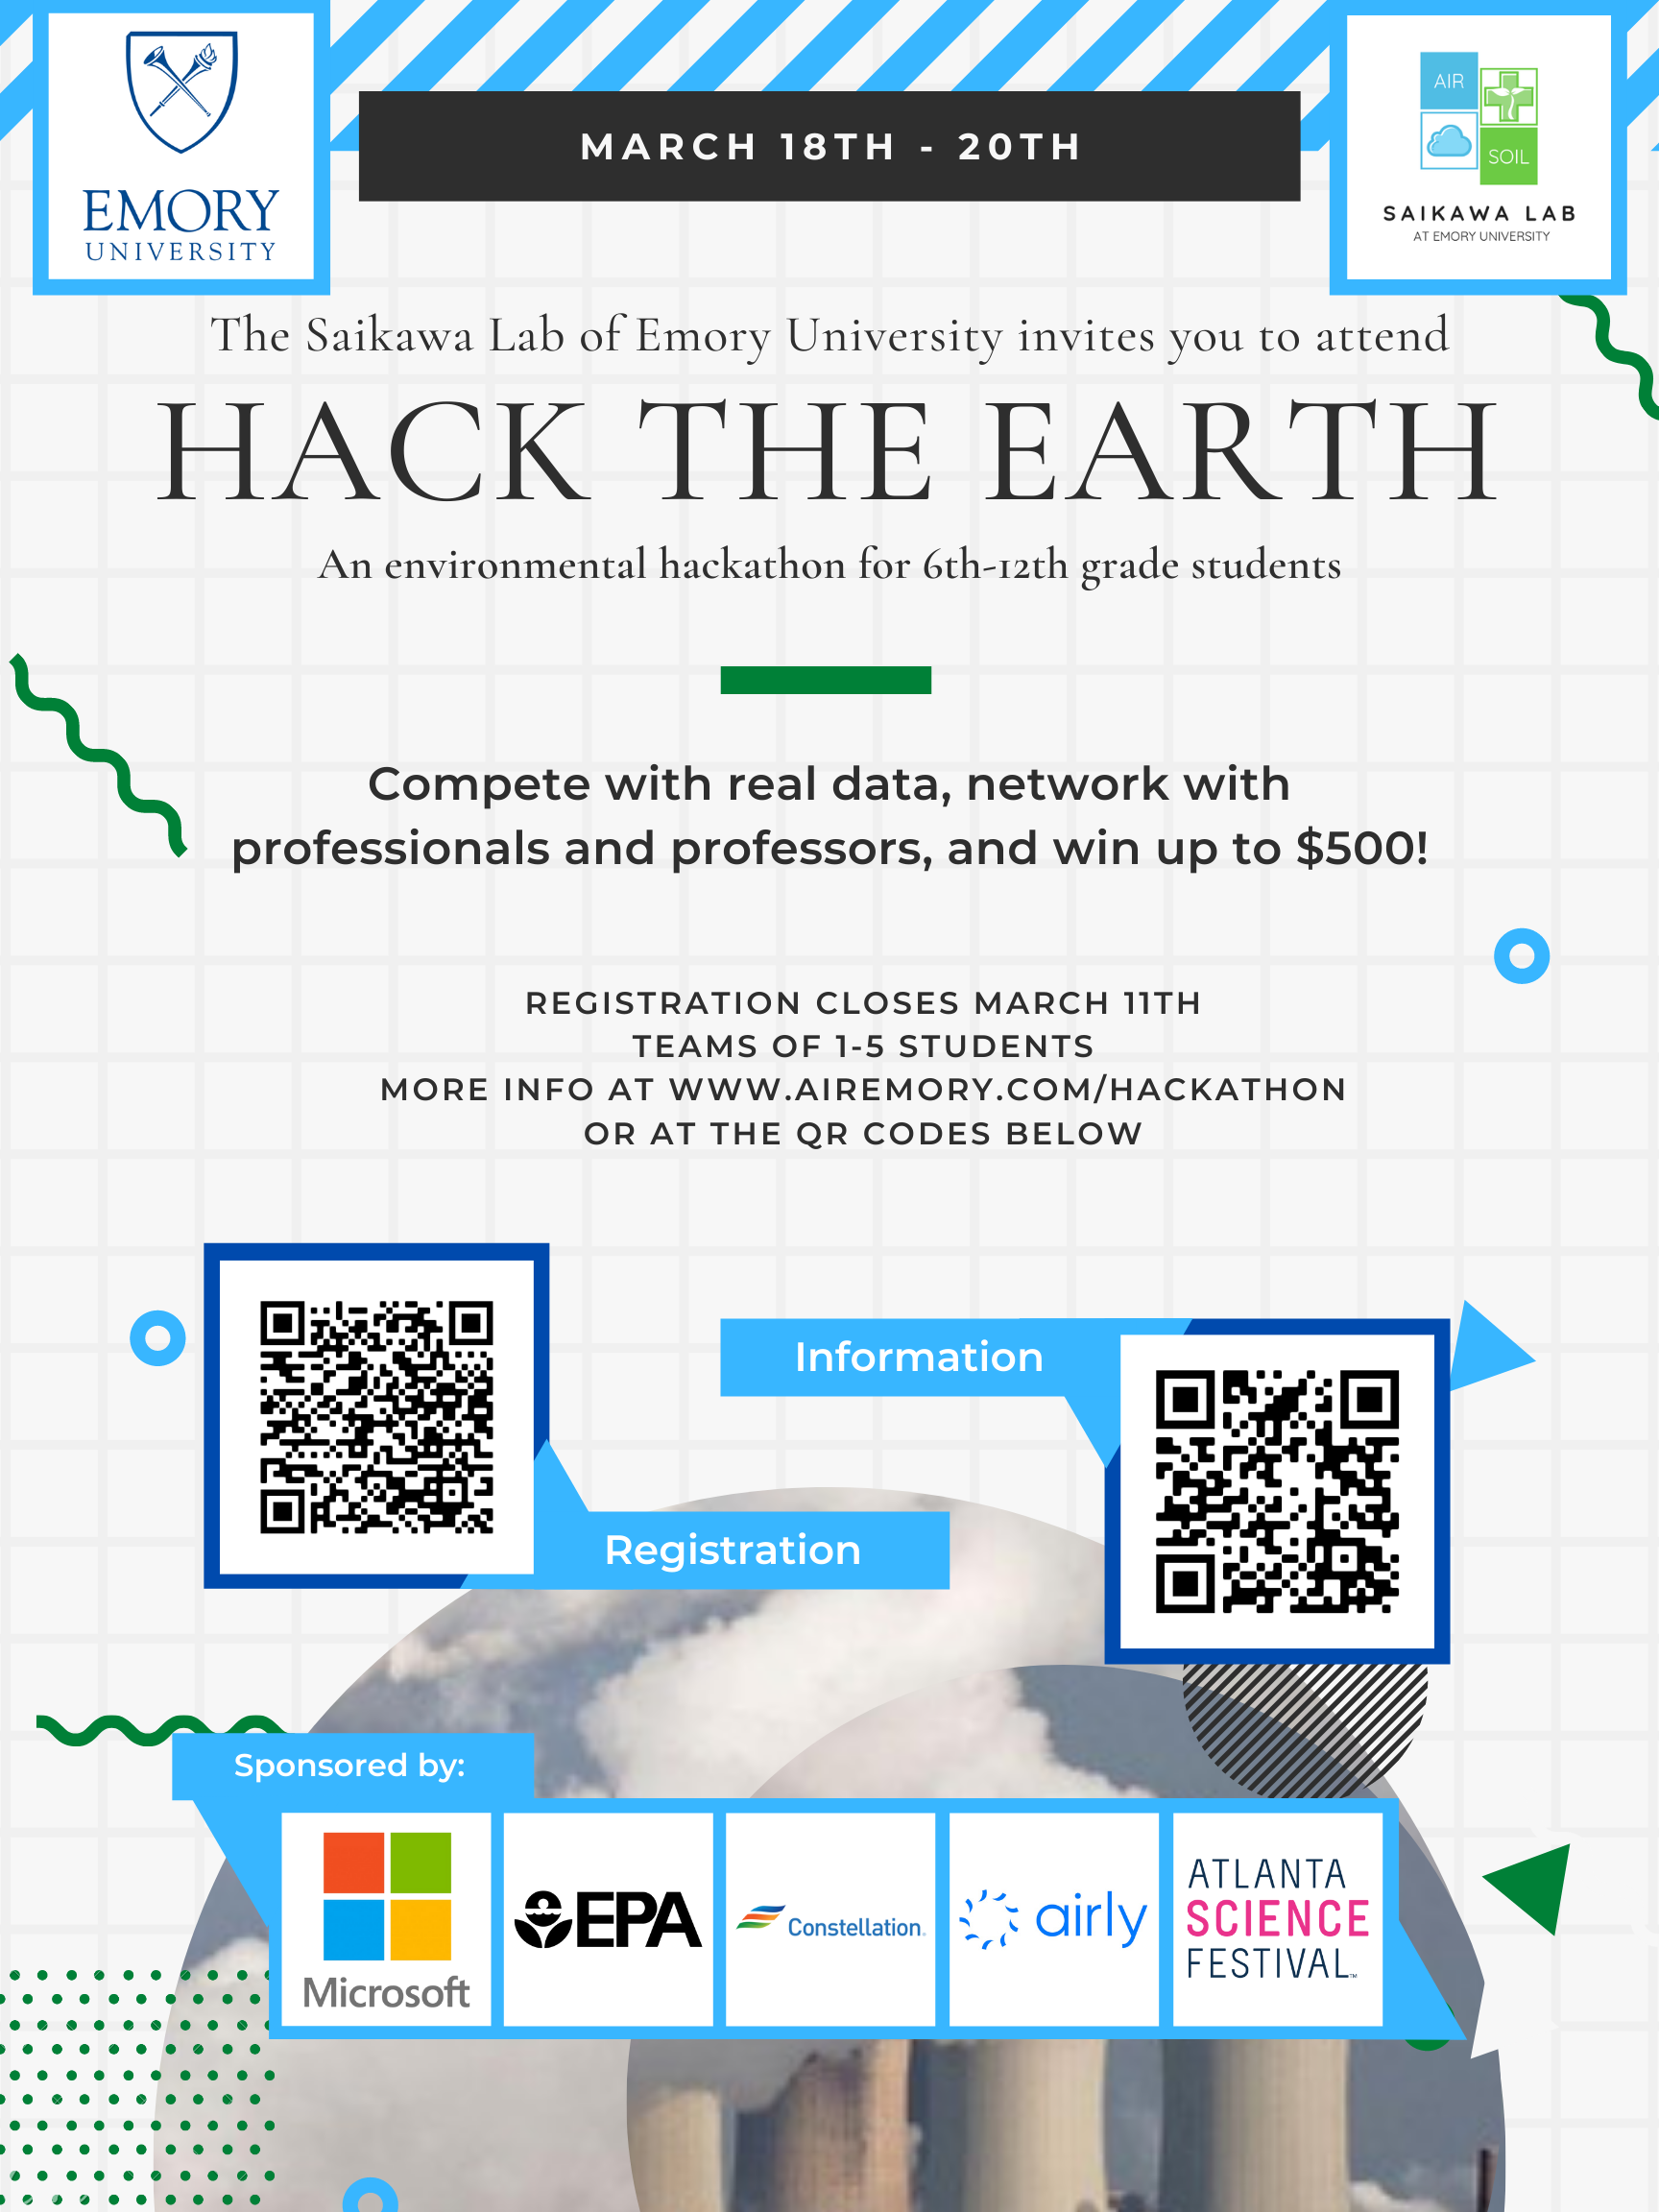 EMORY
UNIVERSITY
MARCH 18TH - 20TH
AIR
SOIL
SAIKAWA LAB
AT EMORY UNIVERSITY
The Saikawa Lab of Emory University invites you to attend
HACK THE EARTH
An environmental hackathon for 6th-12th grade students
Compete with real data, network with
professionals and professors, and win up to $500!
REGISTRATION CLOSES MARCH 11TH
TEAMS OF 1-5 STUDENTS
MORE INFO AT WWW.AIREMORY.COM/HACKATHON
OR AT THE QR CODES BELOW
Information
Registration
Sponsored by:
Microsoft
EPA
Constellation
airly
ATLANTA
SCIENCE
FESTIVAL™